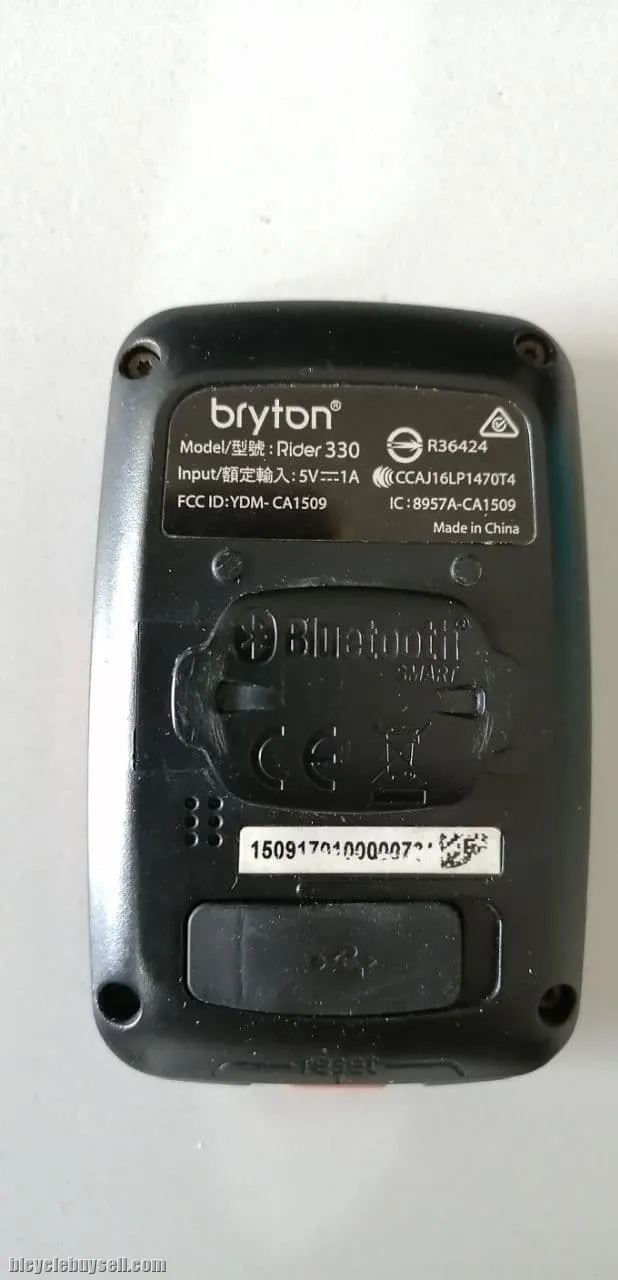 bryton®
Model/型號: Rider 330
R36424
Input/額定輸入: 5V⎓1A
CCAJ16LP1470T4
FCC ID:YDM- CA1509
IC: 8957A-CA1509
Made in China
Bluetooth®
SMART
CE
reset
bicyclebuysell.com